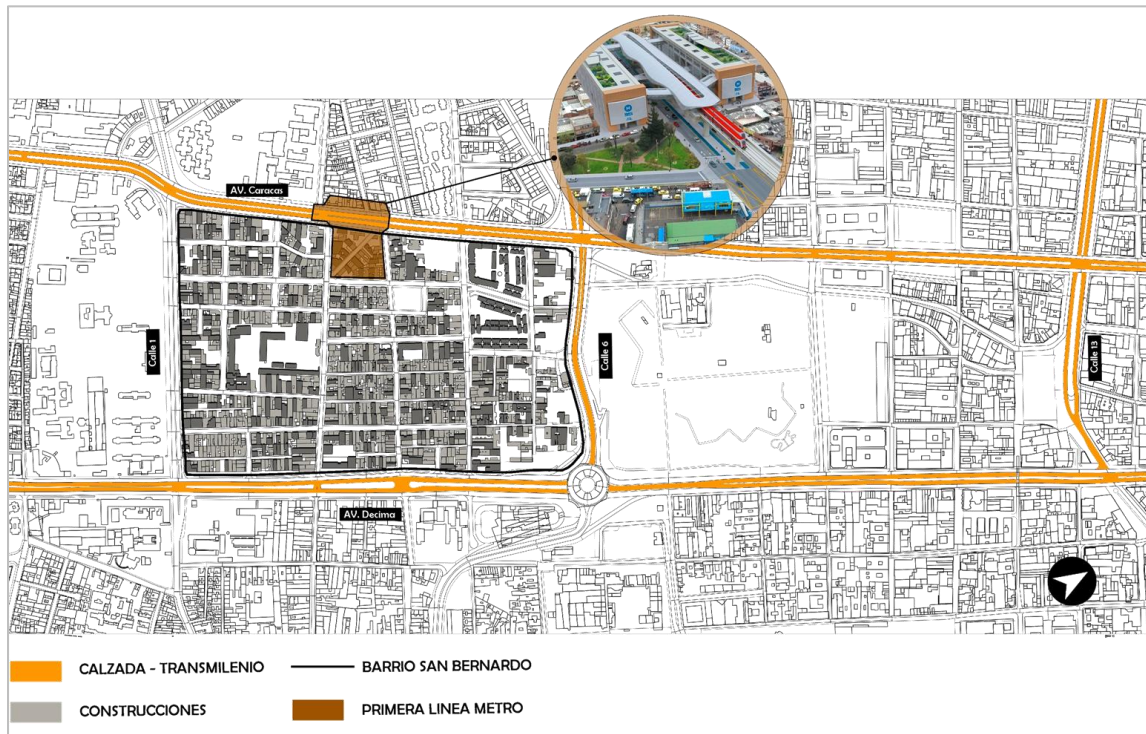 AV. Caracas
Calle 1
Calle 6
Calle 13
AV. Decima
CALZADA - TRANSMILENIO
BARRIO SAN BERNARDO
CONSTRUCCIONES
PRIMERA LINEA METRO